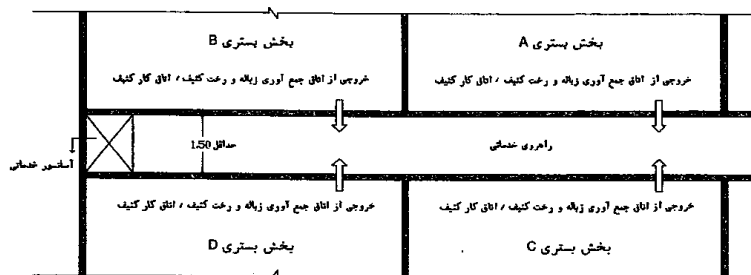 بخش بستری A
بخش بستری B
خروجی از اتاق جمع آوری زباله و رخت کثیف / اتاق کار کثیف
خروجی از اتاق جمع آوری زباله و رخت کثیف / اتاق کار کثیف
راهروی خدماتی
حداقل 1.50
آسانسور خدماتی
خروجی از اتاق جمع آوری زباله و رخت کثیف / اتاق کار کثیف
خروجی از اتاق جمع آوری زباله و رخت کثیف / اتاق کار کثیف
بخش بستری C
بخش بستری D